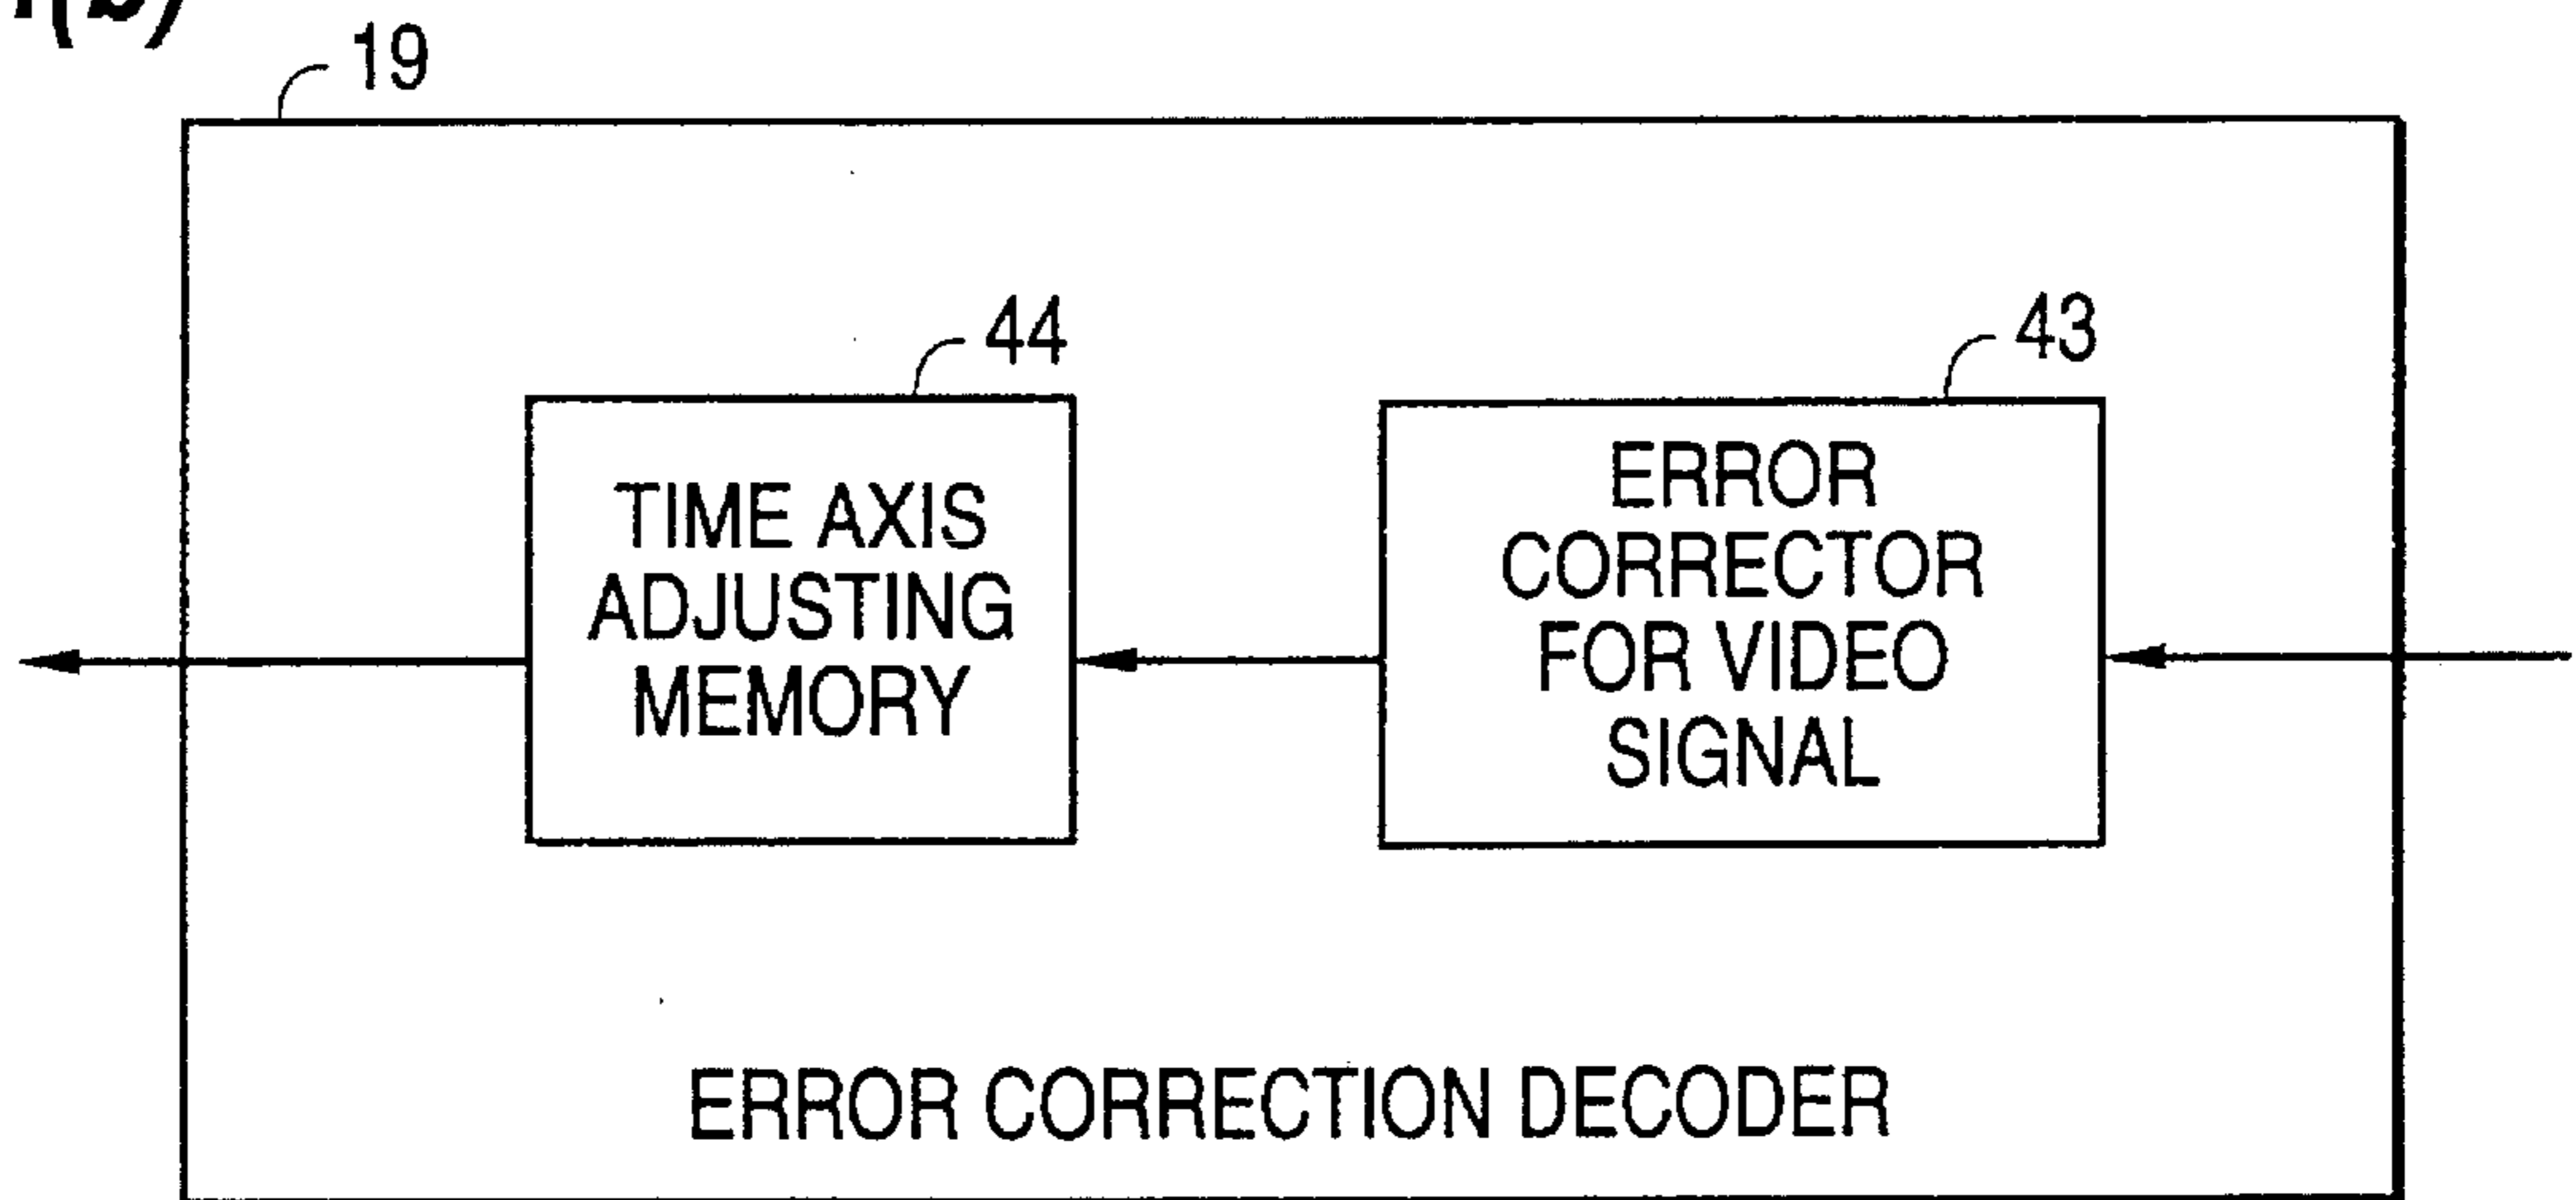 (b)
19
44
43
TIME AXIS
ADJUSTING
MEMORY
ERROR
CORRECTOR
FOR VIDEO
SIGNAL
ERROR CORRECTION DECODER